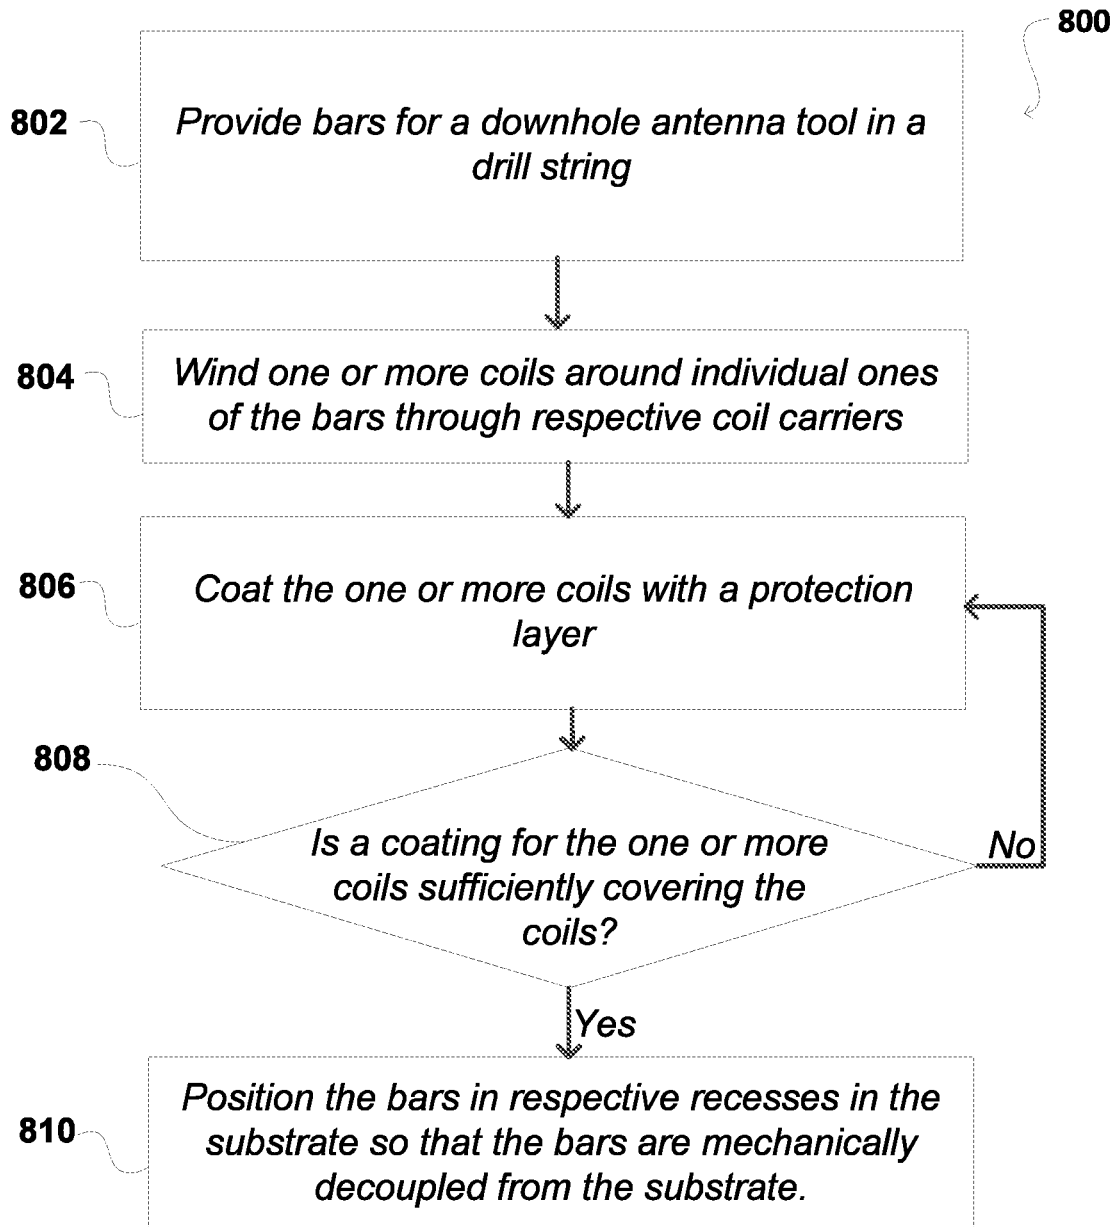 800
802
Provide bars for a downhole antenna tool in a
drill string
804
Wind one or more coils around individual ones
of the bars through respective coil carriers
806
Coat the one or more coils with a protection
layer
808
Is a coating for the one or more
coils sufficiently covering the
coils?
No
Yes
810
Position the bars in respective recesses in the
substrate so that the bars are mechanically
decoupled from the substrate.